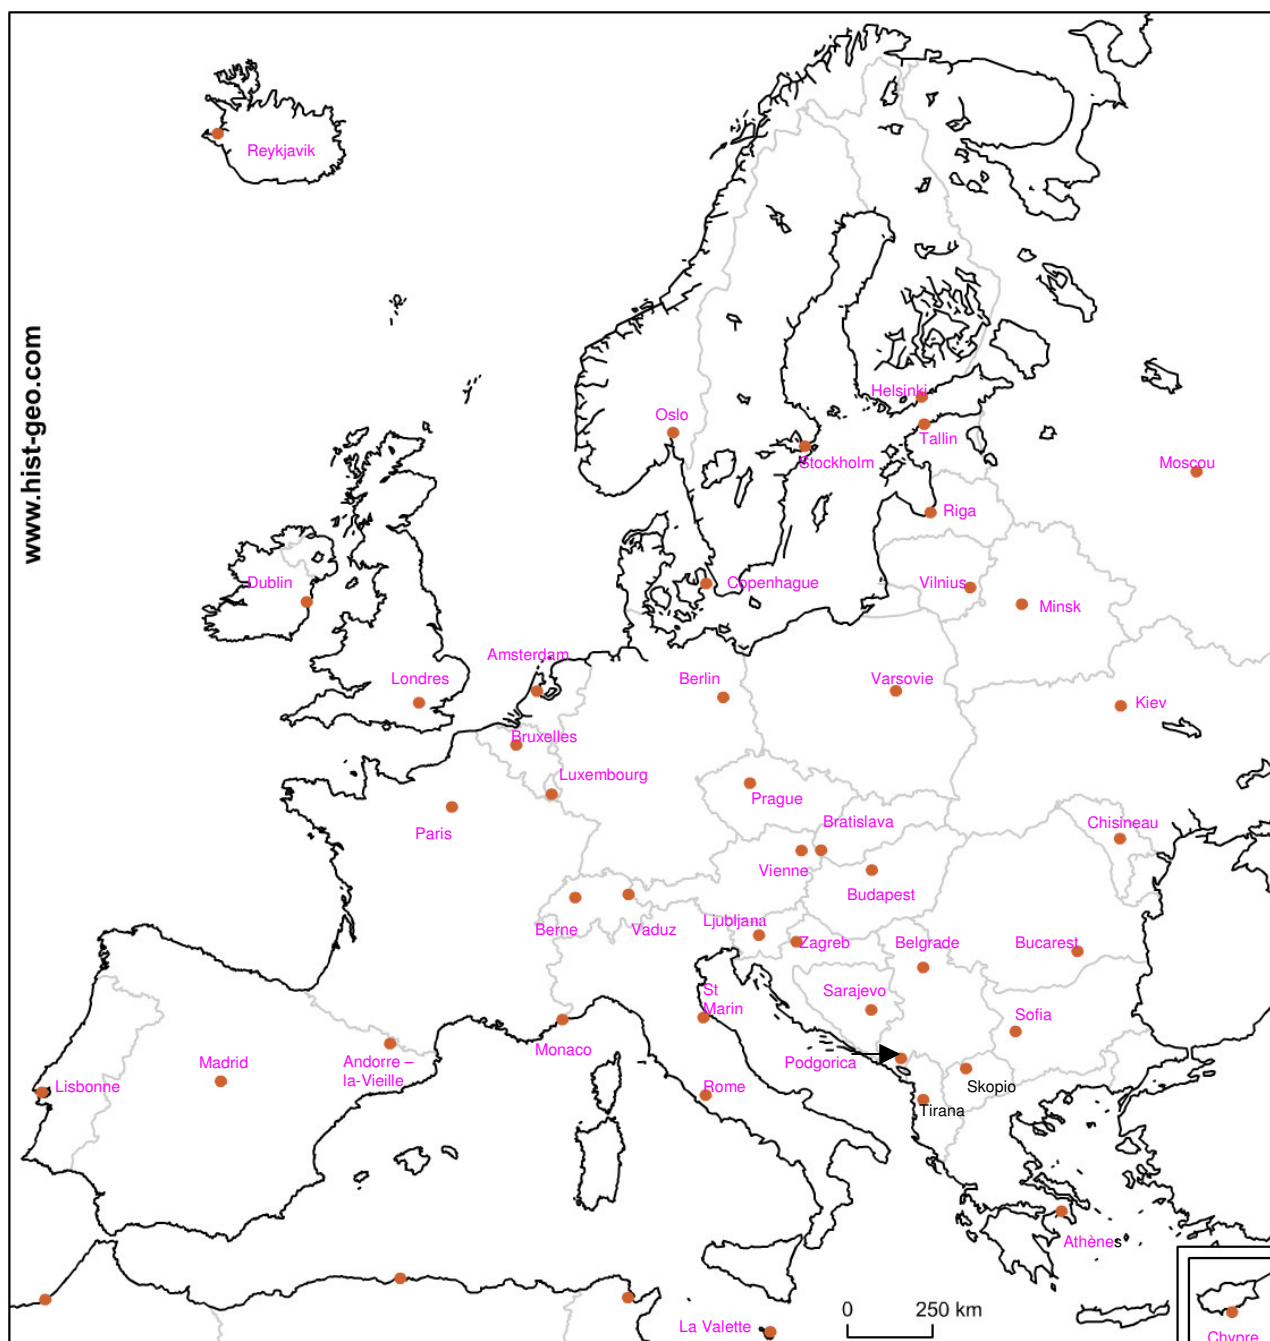 www.hist-geo.com
Reykjavik
Helsinki
Oslo
Tallin
Stockholm
Moscou
Riga
Dublin
Copenhague
Vilnius
Minsk
Amsterdam
Londres
Berlin
Varsovie
Kiev
Bruxelles
Luxembourg
Prague
Paris
Bratislava
Chisineau
Vienne
Budapest
Ljubljana
Berne
Vaduz
Zagreb
Belgrade
Bucarest
St
Marin
Sarajevo
Sofia
Monaco
Podgorica
Madrid
Andorre –
la-Vieille
Lisbonne
Rome
Skopio
Tirana
Athènes
0 250 km
La Valette
Chypre